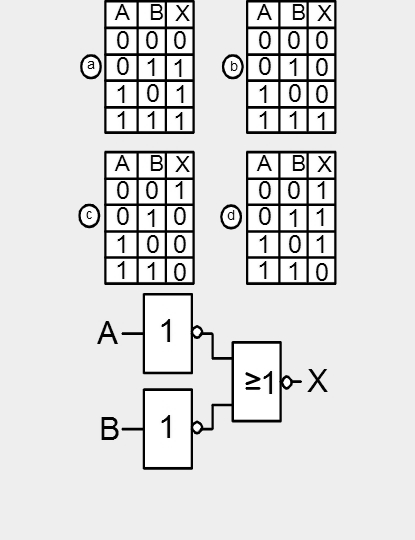 A B X A B X
0 0 0 0 0 0
a 0 1 1 b 0 1 0
1 0 1 1 0 0
1 1 1 1 1 1
A B X A B X
0 0 1 0 0 1
c 0 1 0 d 0 1 1
1 0 0 1 0 1
1 1 0 1 1 0
A 1
≥1 X
B 1